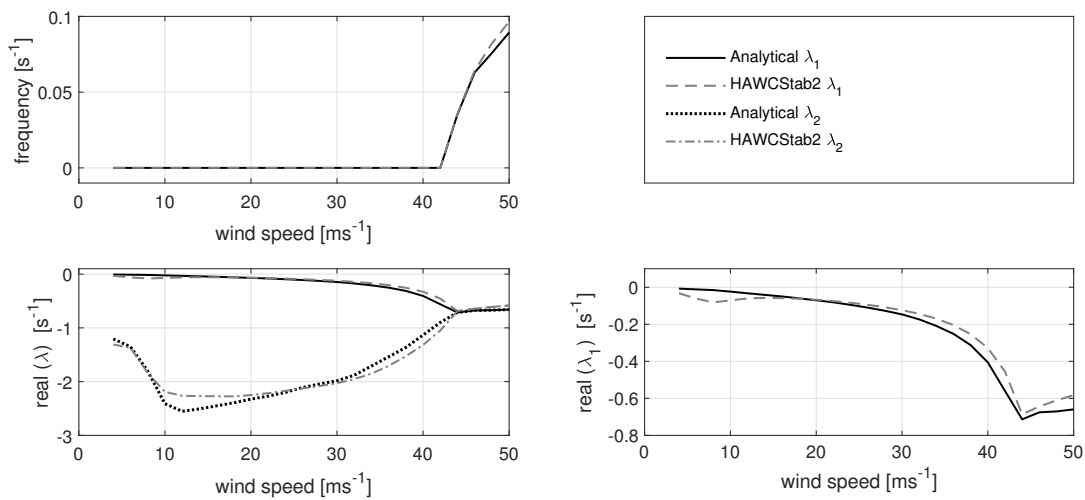 0.1
0.05
0
frequency [s⁻¹]
0 10 20 30 40 50
wind speed [ms⁻¹]
Analytical λ₁
HAWCStab2 λ₁
Analytical λ₂
HAWCStab2 λ₂
0
-1
-2
-3
real (λ) [s⁻¹]
0 10 20 30 40 50
wind speed [ms⁻¹]
0
-0.2
-0.4
-0.6
-0.8
real (λ₁) [s⁻¹]
0 10 20 30 40 50
wind speed [ms⁻¹]